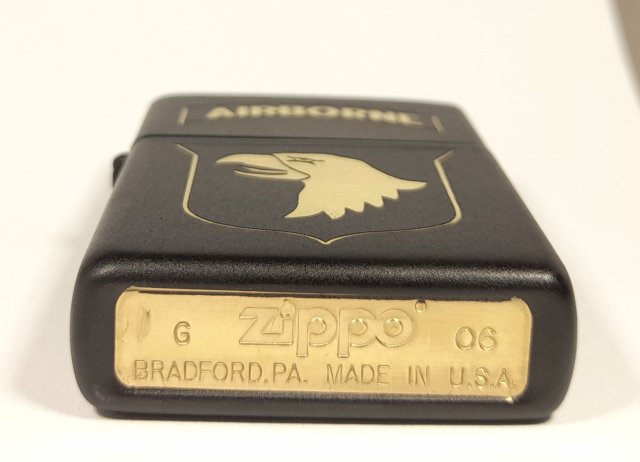 AIRBORNE
G zippo 06
BRADFORD, PA. MADE IN U.S.A.